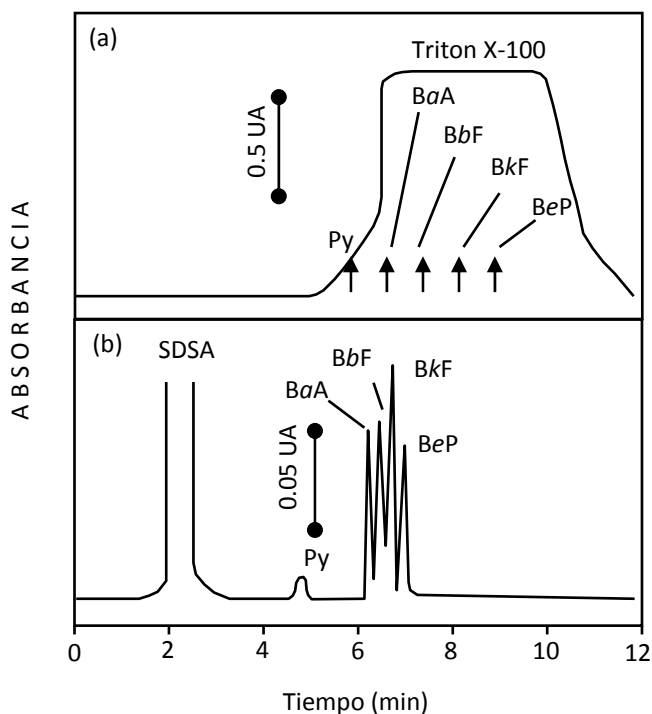 (a)
Triton X-100
BaA
0.5 UA
BbF
BkF
Py
BeP
ABSORBANCIA
(b)
SDSA
BbF
BkF
BaA
BeP
0.05 UA
Py
0 2 4 6 8 10 12
Tiempo (min)